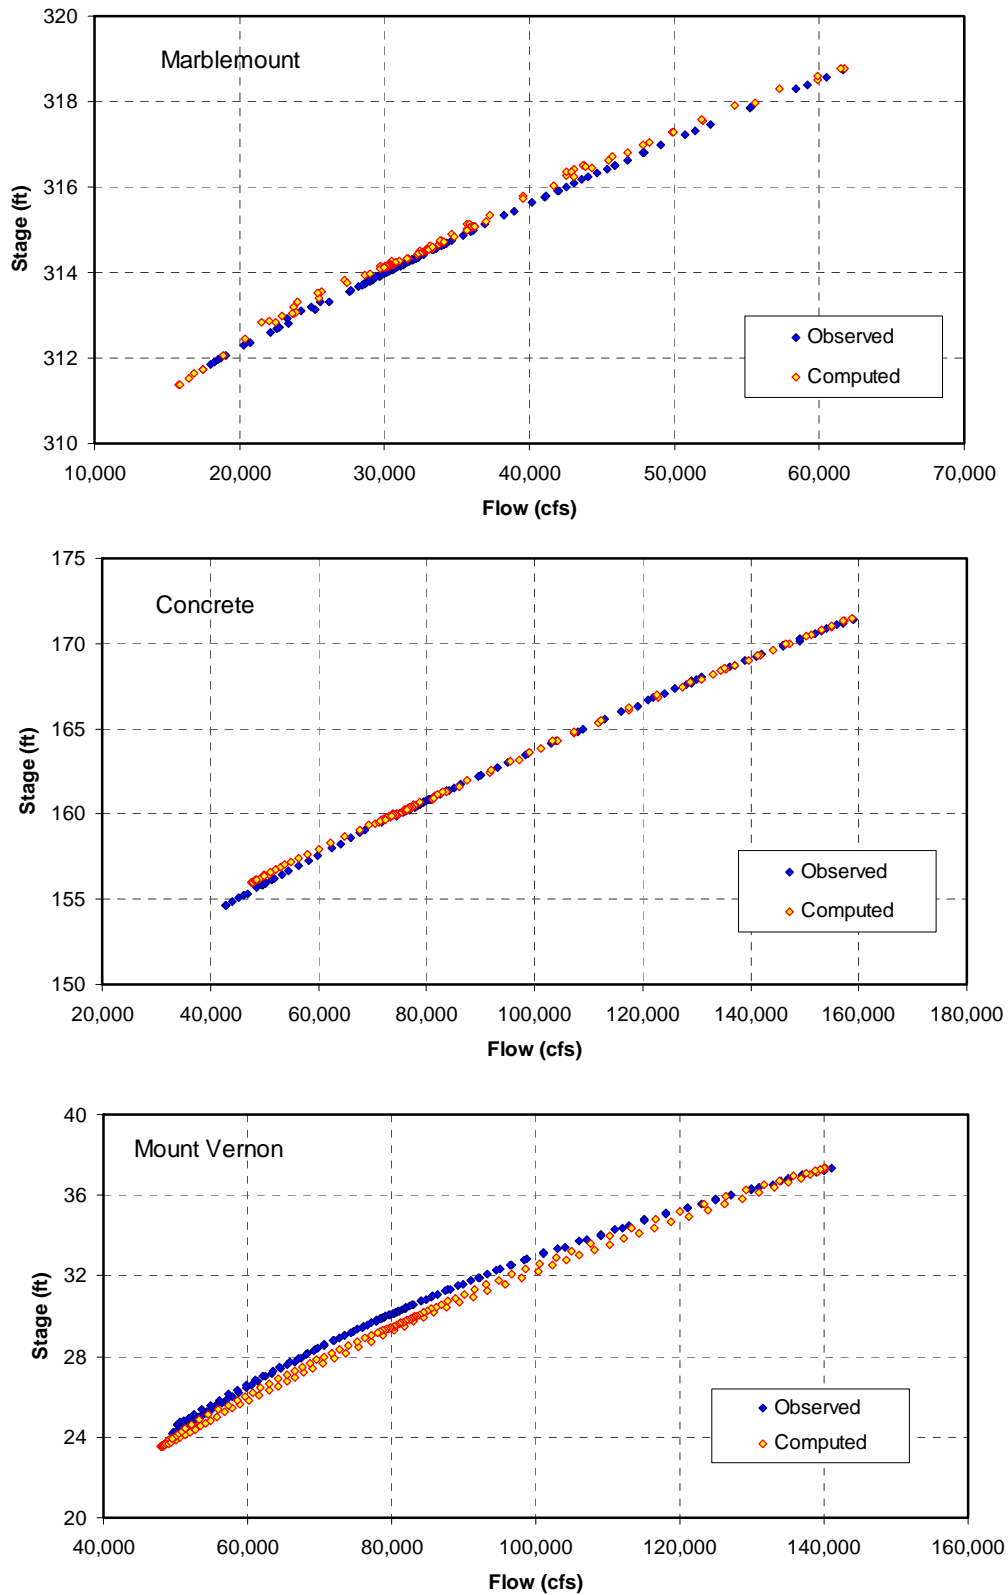 320
Marblemount
318
316
Stage (ft)
314
312
310
Observed
Computed
10,000 20,000 30,000 40,000 50,000 60,000 70,000
Flow (cfs)
175
Concrete
170
165
Stage (ft)
160
155
150
Observed
Computed
20,000 40,000 60,000 80,000 100,000 120,000 140,000 160,000 180,000
Flow (cfs)
40
Mount Vernon
36
32
Stage (ft)
28
24
20
Observed
Computed
40,000 60,000 80,000 100,000 120,000 140,000 160,000
Flow (cfs)